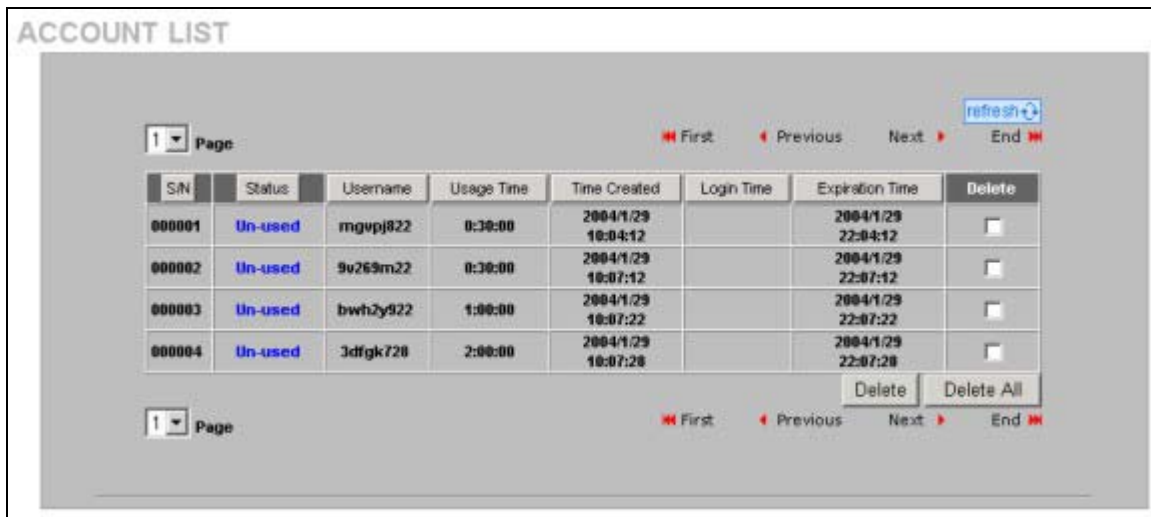 ACCOUNT LIST
refresh
1 Page First Previous Next End
S/N Status Username Usage Time Time Created Login Time Expiration Time Delete
000001 Un-used mgvpj822 0:30:00 2004/1/29 10:04:12 2004/1/29 22:04:12
000002 Un-used 9v269m22 0:30:00 2004/1/29 10:07:12 2004/1/29 22:07:12
000003 Un-used bwh2y922 1:00:00 2004/1/29 10:07:22 2004/1/29 22:07:22
000004 Un-used 3dfgk728 2:00:00 2004/1/29 10:07:28 2004/1/29 22:07:28
Delete Delete All
1 Page First Previous Next End